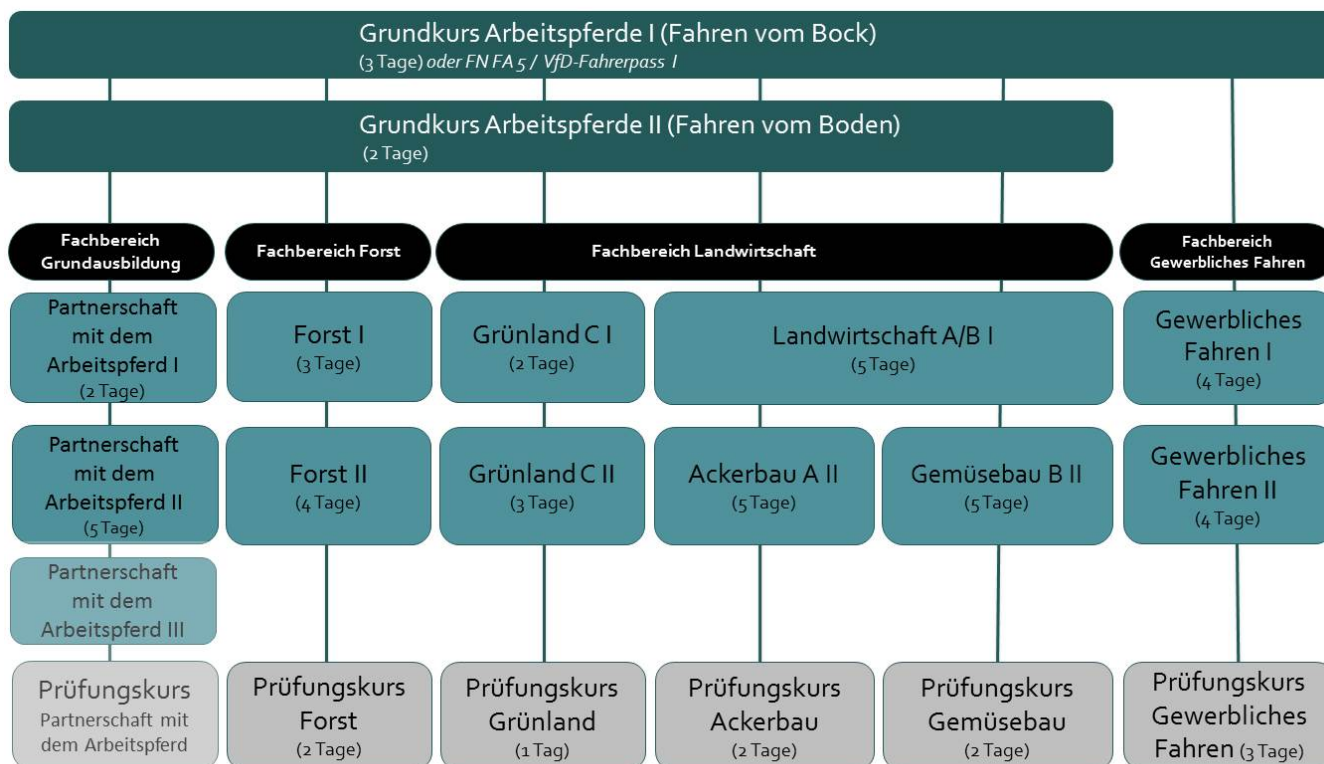 Grundkurs Arbeitspferde I (Fahren vom Bock)
(3 Tage) oder FN FA 5 / VfD-Fahrerpass I
Grundkurs Arbeitspferde II (Fahren vom Boden)
(2 Tage)
Fachbereich
Grundausbildung
Fachbereich Forst
Fachbereich Landwirtschaft
Fachbereich
Gewerbliches Fahren
Partnerschaft
mit dem
Arbeitspferd I
(2 Tage)
Forst I
(3 Tage)
Grünland C I
(2 Tage)
Landwirtschaft A/B I
(5 Tage)
Gewerbliches
Fahren I
(4 Tage)
Partnerschaft
mit dem
Arbeitspferd II
(5 Tage)
Forst II
(4 Tage)
Grünland C II
(3 Tage)
Ackerbau A II
(5 Tage)
Gemüsebau B II
(5 Tage)
Gewerbliches
Fahren II
(4 Tage)
Partnerschaft
mit dem
Arbeitspferd III
Prüfungskurs
Partnerschaft mit
dem Arbeitspferd
Prüfungskurs
Forst
(2 Tage)
Prüfungskurs
Grünland
(1 Tag)
Prüfungskurs
Ackerbau
(2 Tage)
Prüfungskurs
Gemüsebau
(2 Tage)
Prüfungskurs
Gewerbliches
Fahren (3 Tage)